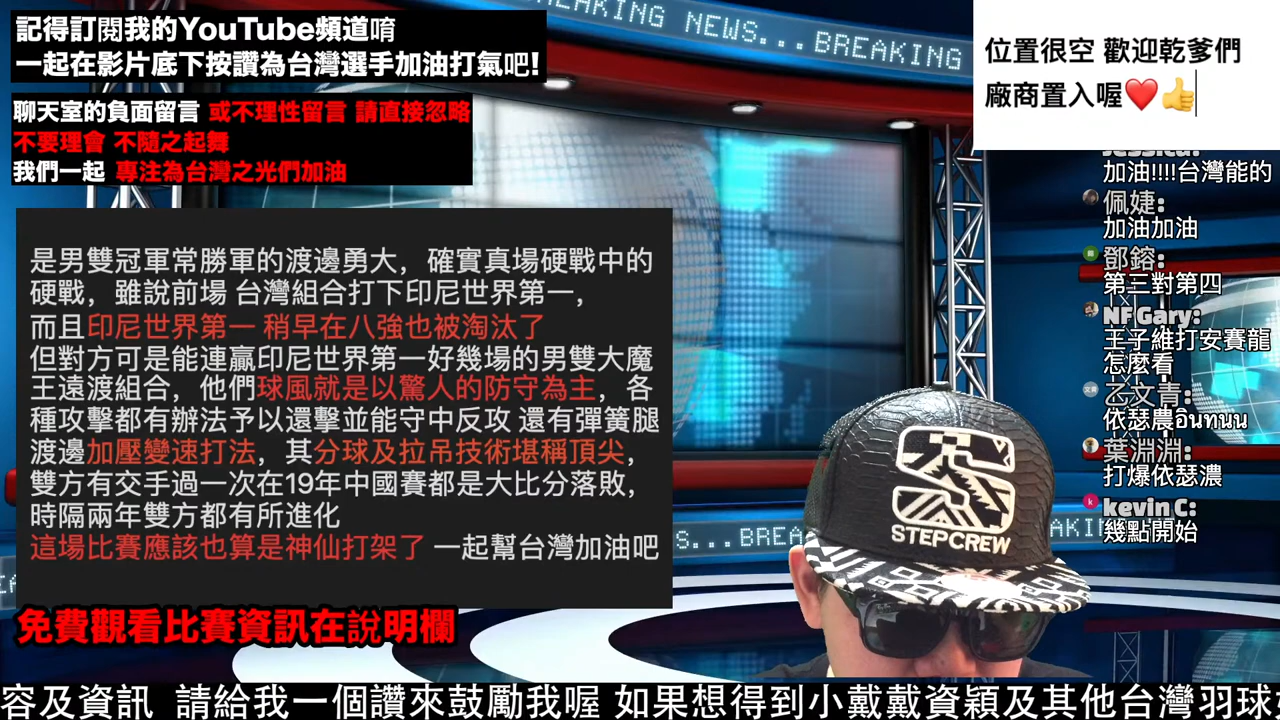 記得訂閱我的YouTube頻道唷
一起在影片底下按讚為台灣選手加油打氣吧!
聊天室的負面留言 或不理性留言 請直接忽略
不要理會 不隨之起舞
我們一起 專注為台灣之光們加油
BREAKING NEWS...BREAKING
位置很空 歡迎乾爹們
廠商置入喔❤️👍
Jessica:
加油!!!!台灣能的
佩婕:
加油加油
鄧鎔:
第三對第四
NF Gary:
王子維打安賽龍
怎麼看
乙文青:
依瑟農อินทนน
葉淵淵:
打爆依瑟濃
kevin C:
幾點開始
是男雙冠軍常勝軍的渡邊勇大，確實真場硬戰中的
硬戰，雖說前場 台灣組合打下印尼世界第一，
而且印尼世界第一 稍早在八強也被淘汰了
但對方可是能連贏印尼世界第一好幾場的男雙大魔
王遠渡組合，他們球風就是以驚人的防守為主，各
種攻擊都有辦法予以還擊並能守中反攻 還有彈簧腿
渡邊加壓變速打法，其分球及拉吊技術堪稱頂尖，
雙方有交手過一次在19年中國賽都是大比分落敗，
時隔兩年雙方都有所進化
這場比賽應該也算是神仙打架了 一起幫台灣加油吧
STEPCREW
S...BREA
AKIN
免費觀看比賽資訊在說明欄
容及資訊 請給我一個讚來鼓勵我喔 如果想得到小戴戴資穎及其他台灣羽球